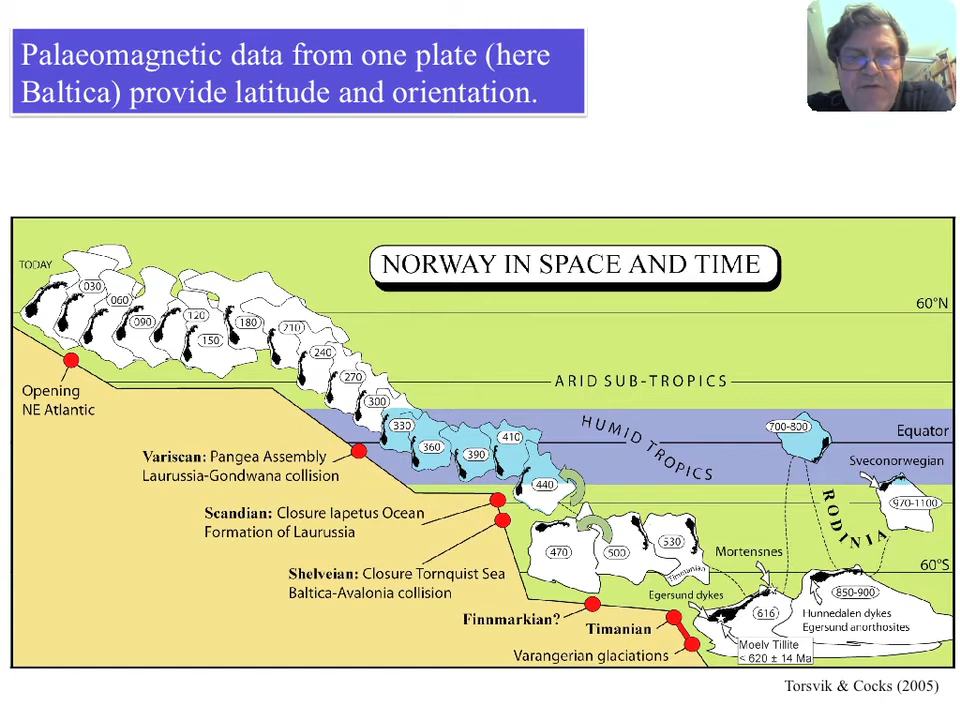 Palaeomagnetic data from one plate (here
Baltica) provide latitude and orientation.
NORWAY IN SPACE AND TIME
TODAY
030
060
090
120
150
180
210
240
270
300
330
360
390
410
440
470
500
530
616
700-800
850-900
970-1100
60°N
ARID SUB-TROPICS
HUMID TROPICS
Equator
Sveconorwegian
RODINIA
60°S
Opening
NE Atlantic
Variscan: Pangea Assembly
Laurussia-Gondwana collision
Scandian: Closure Iapetus Ocean
Formation of Laurussia
Shelveian: Closure Tornquist Sea
Baltica-Avalonia collision
Finnmarkian?
Timanian
Varangerian glaciations
Timmanian
Mortensnes
Egersund dykes
Hunnedalen dykes
Egersund anorthosites
Moelv Tillite
< 620 ± 14 Ma
Torsvik & Cocks (2005)